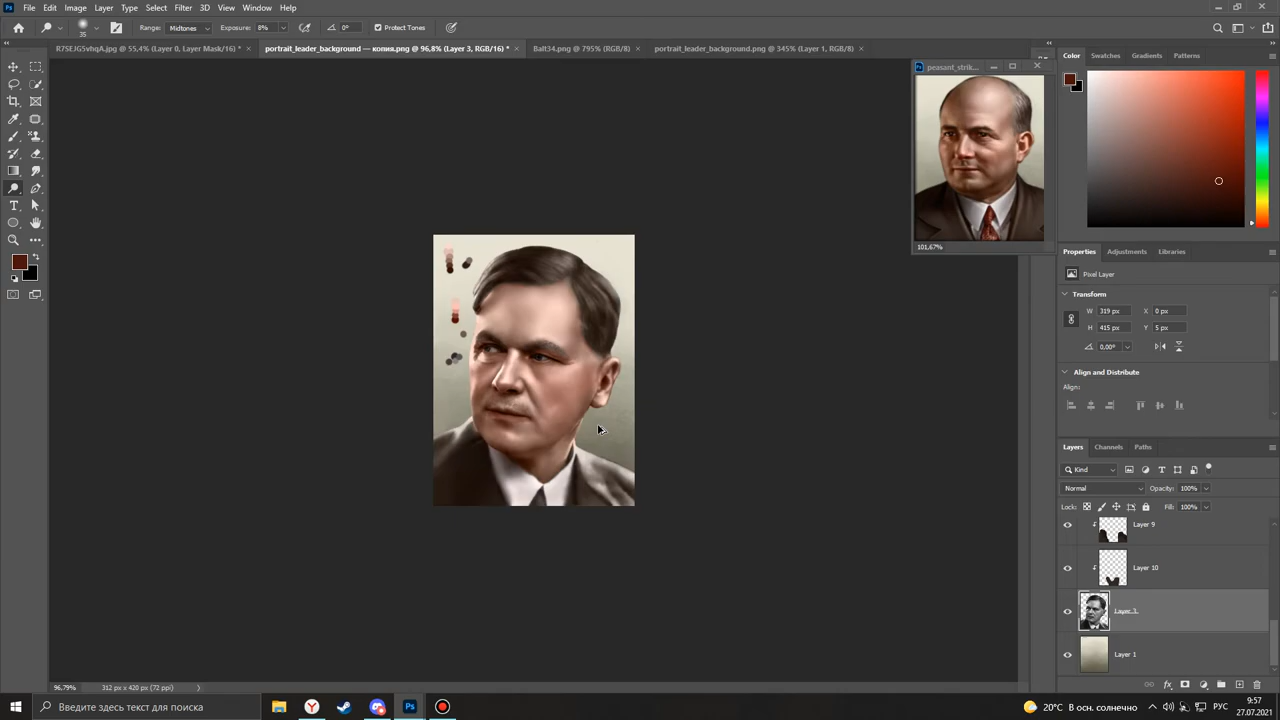 File Edit Image Layer Type Select Filter 3D View Window Help
35 Range: Midtones Exposure: 8% 0° Protect Tones
R7SEJG5vhqA.jpg @ 55,4% (Layer 0, Layer Mask/16) * ×
portrait_leader_background — копия.png @ 96,8% (Layer 3, RGB/16) * ×
Balt34.png @ 795% (RGB/8) ×
portrait_leader_background.png @ 345% (Layer 1, RGB/8) ×
peasant_strik...
101,67%
Color Swatches Gradients Patterns
Properties Adjustments Libraries
Pixel Layer
Transform
W 319 px X 0 px
H 415 px Y 5 px
0,00°
Align and Distribute
Align:
Layers Channels Paths
Kind
Normal Opacity: 100%
Lock: Fill: 100%
Layer 9
Layer 10
Layer 3
Layer 1
96,79% 312 px x 420 px (72 ppi)
Введите здесь текст для поиска
20°C В осн. солнечно РУС
9:57
27.07.2021